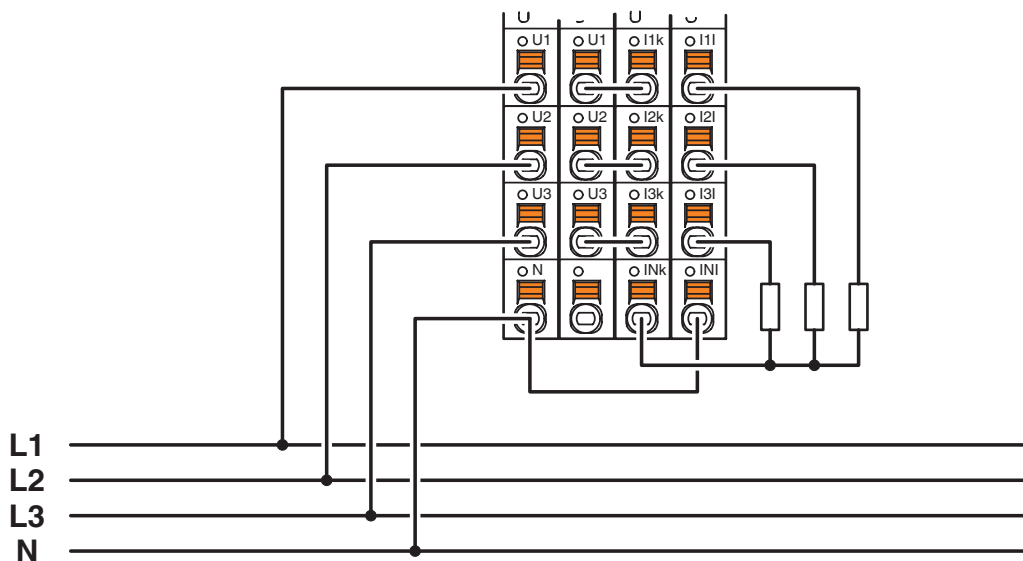 U1 U1 I1k I1l
U2 U2 I2k I2l
U3 U3 I3k I3l
N INk INl
L1
L2
L3
N